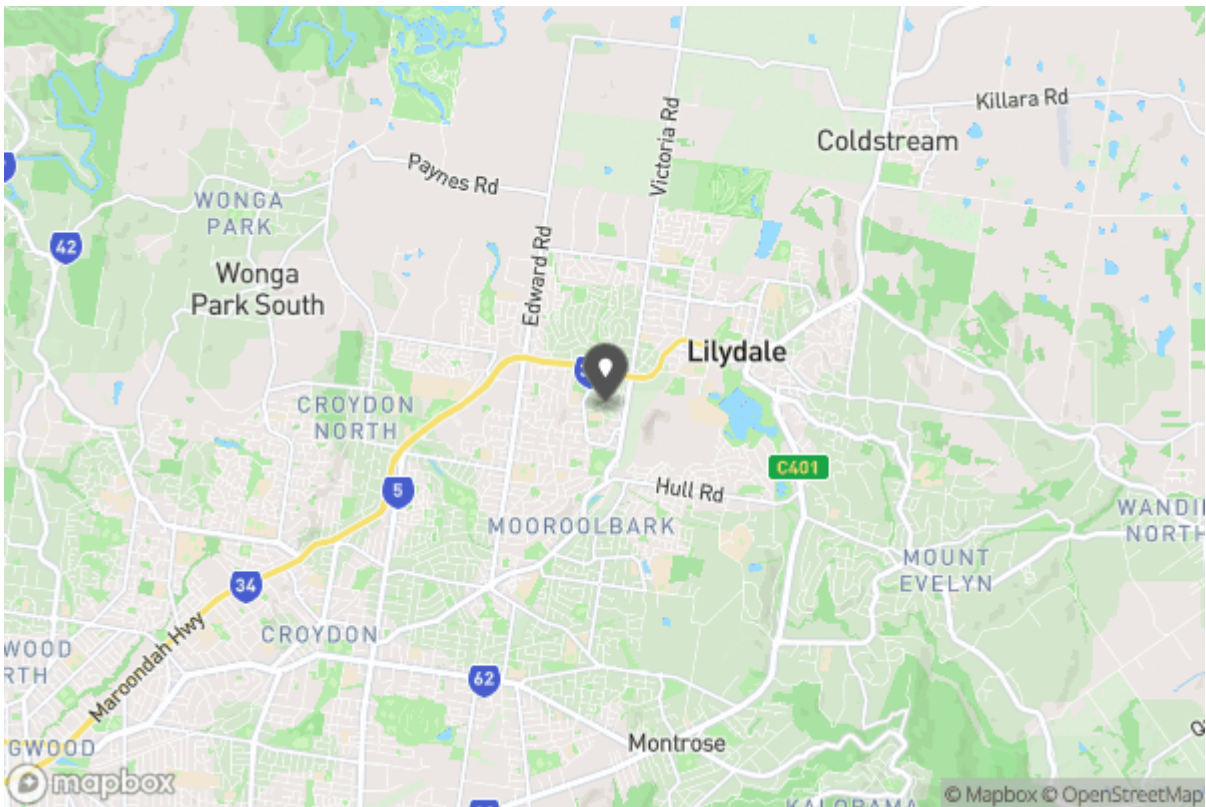 Killara Rd
Coldstream
Victoria Rd
Paynes Rd
WONGA
PARK
42
Wonga
Park South
Edward Rd
Lilydale
CROYDON
NORTH
C401
5
Hull Rd
MOOROOLBARK
WANDI
NORTH
MOUNT
EVELYN
34
Maroondah Hwy
CROYDON
WOOD
RTH
62
Montrose
GWOOD
mapbox
© Mapbox © OpenStreetMap